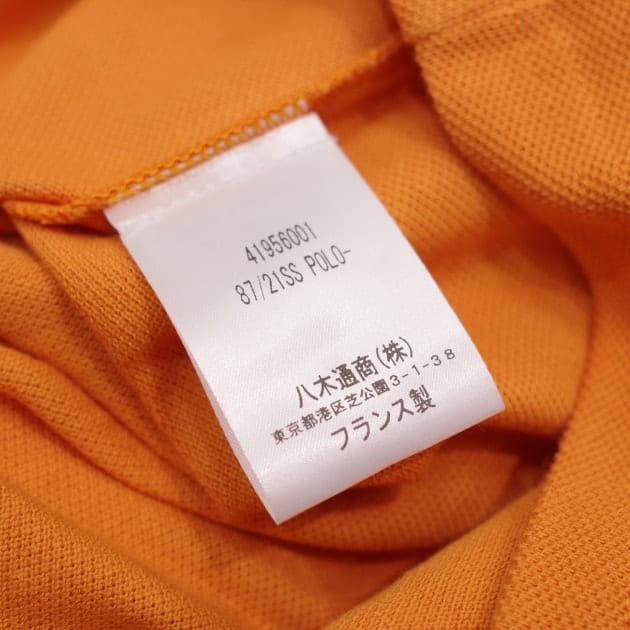 41956001
87/21SS POLO-
八木通商(株)
東京都港区芝公園3-1-38
フランス製